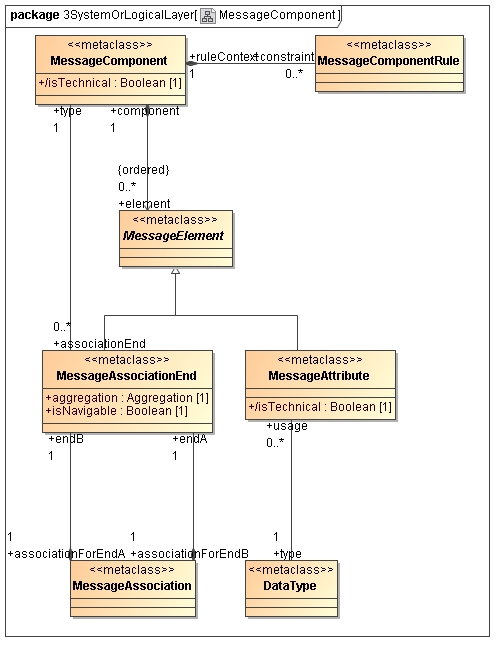 package 3SystemOrLogicalLayer[ MessageComponent ]
<<metaclass>>
MessageComponent
+/isTechnical : Boolean [1]
+ruleContext
+constraint
1
0..*
<<metaclass>>
MessageComponentRule
+type
1
+component
1
{ordered}
0..*
+element
<<metaclass>>
MessageElement
0..*
+associationEnd
<<metaclass>>
MessageAssociationEnd
+aggregation : Aggregation [1]
+isNavigable : Boolean [1]
<<metaclass>>
MessageAttribute
+/isTechnical : Boolean [1]
+endB
1
+endA
1
+usage
0..*
1
+associationForEndA
1
+associationForEndB
1
+type
<<metaclass>>
MessageAssociation
<<metaclass>>
DataType